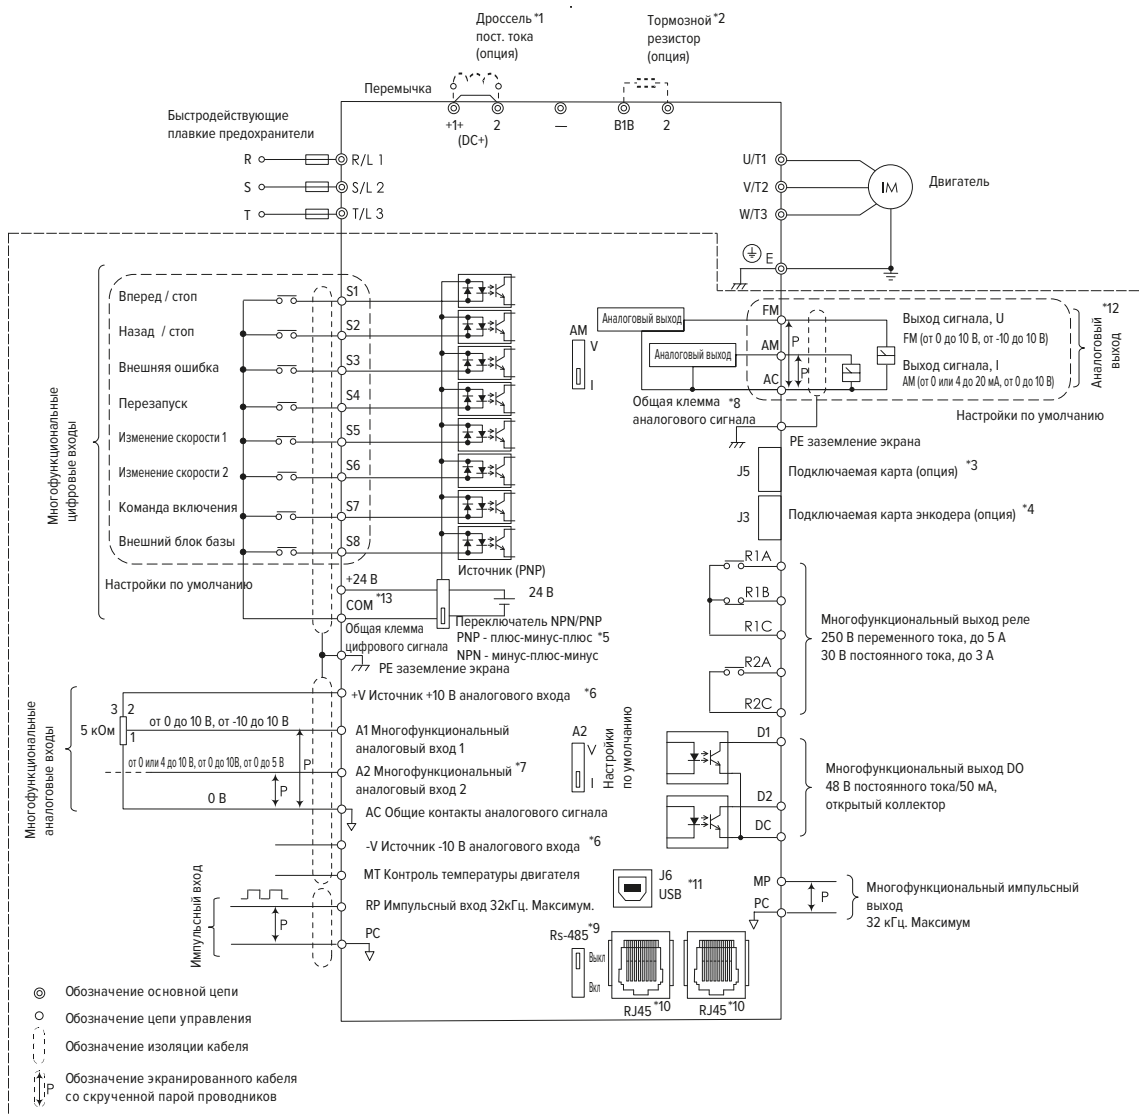 Дроссель *1
пост. тока
(опция)
Тормозной *2
резистор
(опция)
Перемычка
+1+
(DC+)
2
—
B1B
2
Быстродействующие
плавкие предохранители
R
R/L 1
S
S/L 2
T
T/L 3
U/T1
V/T2
W/T3
IM
Двигатель
E
Многофункциональные
цифровые входы
Вперед / стоп
S1
Назад / стоп
S2
Внешняя ошибка
S3
Перезапуск
S4
Изменение скорости 1
S5
Изменение скорости 2
S6
Команда включения
S7
Внешний блок базы
S8
Настройки по умолчанию
Источник (PNP)
+24 В
24 В
COM *13
Общая клемма
цифрового сигнала
Переключатель NPN/PNP
PNP - плюс-минус-плюс *5
NPN - минус-плюс-минус
PE заземление экрана
AM
V
I
Аналоговый выход
Аналоговый выход
FM
AM
AC
P
P
Общая клемма *8
аналогового сигнала
Выход сигнала, U
FM (от 0 до 10 В, от -10 до 10 В)
Выход сигнала, I
AM (от 0 или 4 до 20 мА, от 0 до 10 В)
Аналоговый
выход
*12
Настройки по умолчанию
PE заземление экрана
J5
Подключаемая карта (опция) *3
J3
Подключаемая карта энкодера (опция) *4
R1A
R1B
R1C
R2A
R2C
Многофункциональный выход реле
250 В переменного тока, до 5 А
30 В постоянного тока, до 3 А
Многофункциональные
аналоговые входы
3
2
1
5 кОм
+V Источник +10 В аналогового входа *6
от 0 до 10 В, от -10 до 10 В
A1 Многофункциональный
аналоговый вход 1
от 0 или 4 до 10 В, от 0 до 10В, от 0 до 5 В
A2 Многофункциональный *7
аналоговый вход 2
P
P
0 В
AC Общие контакты аналогового сигнала
-V Источник -10 В аналогового входа *6
MT Контроль температуры двигателя
A2
V
I
Настройки
по умолчанию
D1
D2
DC
Многофункциональный выход DO
48 В постоянного тока/50 мА,
открытый коллектор
Импульсный вход
P
RP Импульсный вход 32кГц. Максимум.
PC
J6
USB
*11
MP
PC
P
Многофункциональный импульсный
выход
32 кГц. Максимум
Rs-485 *9
Выкл
Вкл
RJ45 *10
RJ45 *10
Обозначение основной цепи
Обозначение цепи управления
Обозначение изоляции кабеля
P
Обозначение экранированного кабеля
со скрученной парой проводников